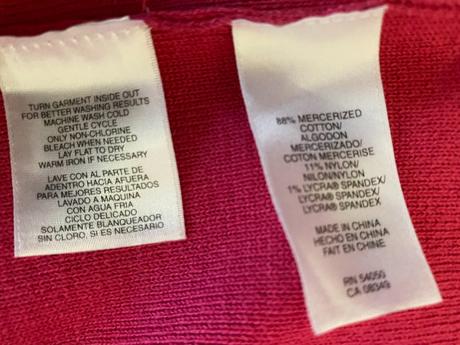 TURN GARMENT INSIDE OUT
FOR BETTER WASHING RESULTS
MACHINE WASH COLD
GENTLE CYCLE
ONLY NON-CHLORINE
BLEACH WHEN NEEDED
LAY FLAT TO DRY
WARM IRON IF NECESSARY
LAVE CON AL PARTE DE
ADENTRO HACIA AFUERA
PARA MEJORES RESULTADOS
LAVADO A MAQUINA
CON AGUA FRIA
CICLO DELICADO
SOLAMENTE BLANQUEADOR
SIN CLORO, SI ES NECESARIO
88% MERCERIZED
COTTON/
ALGODON
MERCERIZADO/
COTON MERCERISE
11% NYLON/
NILON/NYLON
1% LYCRA® SPANDEX/
LYCRA® SPANDEX/
LYCRA® SPANDEX
MADE IN CHINA
HECHO EN CHINA
FAIT EN CHINE
RN 54050
CA 08349